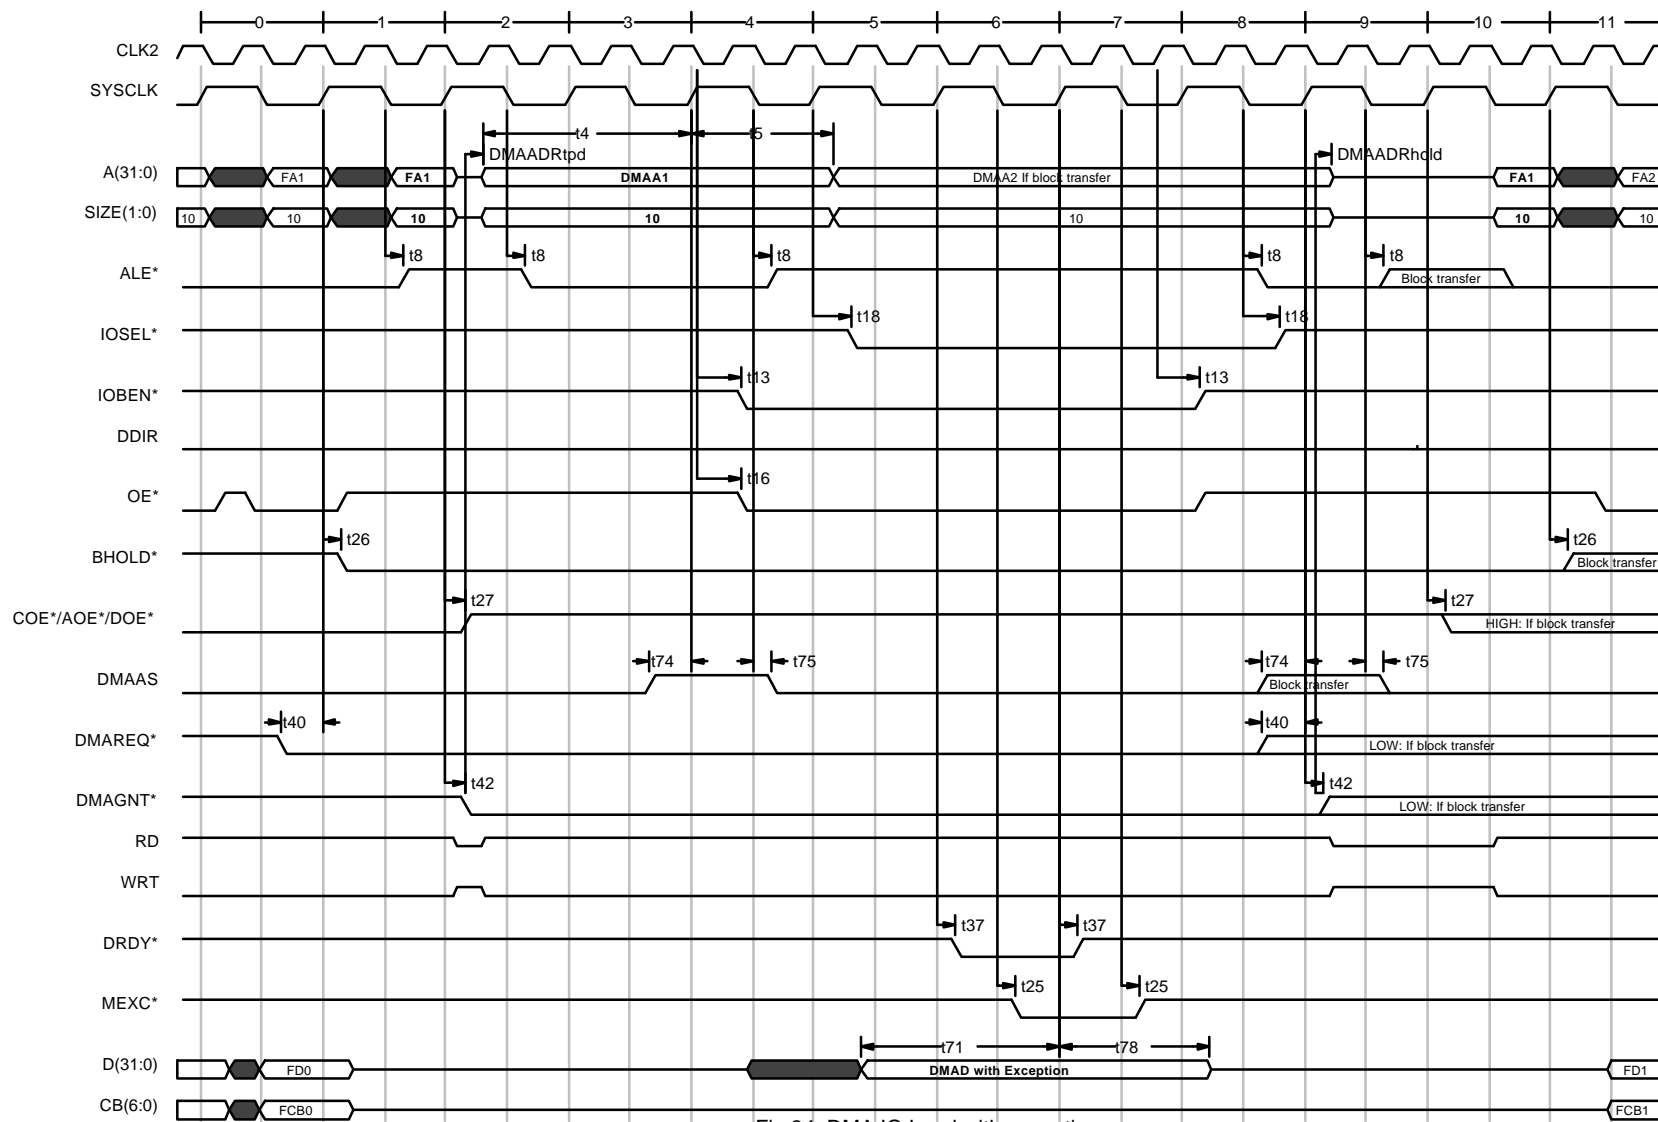 0 1 2 3 4 5 6 7 8 9 10 11
CLK2
SYSCLK
t4 t5
DMAADRtpd DMAADRhold
A(31:0) FA1 FA1 DMAA1 DMAA2 If block transfer FA1 FA2
SIZE(1:0) 10 10 10 10 10 10 10
t8 t8 t8 t8 t8
ALE* Block transfer
t18 t18
IOSEL*
t13 t13
IOBEN*
DDIR
t16
OE*
t26 t26
BHOLD* Block transfer
t27 t27
COE*/AOE*/DOE* HIGH: If block transfer
t74 t75 t74 t75
DMAAS Block transfer
t40 t40
DMAREQ* LOW: If block transfer
t42 t42
DMAGNT* LOW: If block transfer
RD
WRT
t37 t37
DRDY*
t25 t25
MEXC*
t71 t78
D(31:0) FD0 DMAD with Exception FD1
CB(6:0) FCB0 FCB1